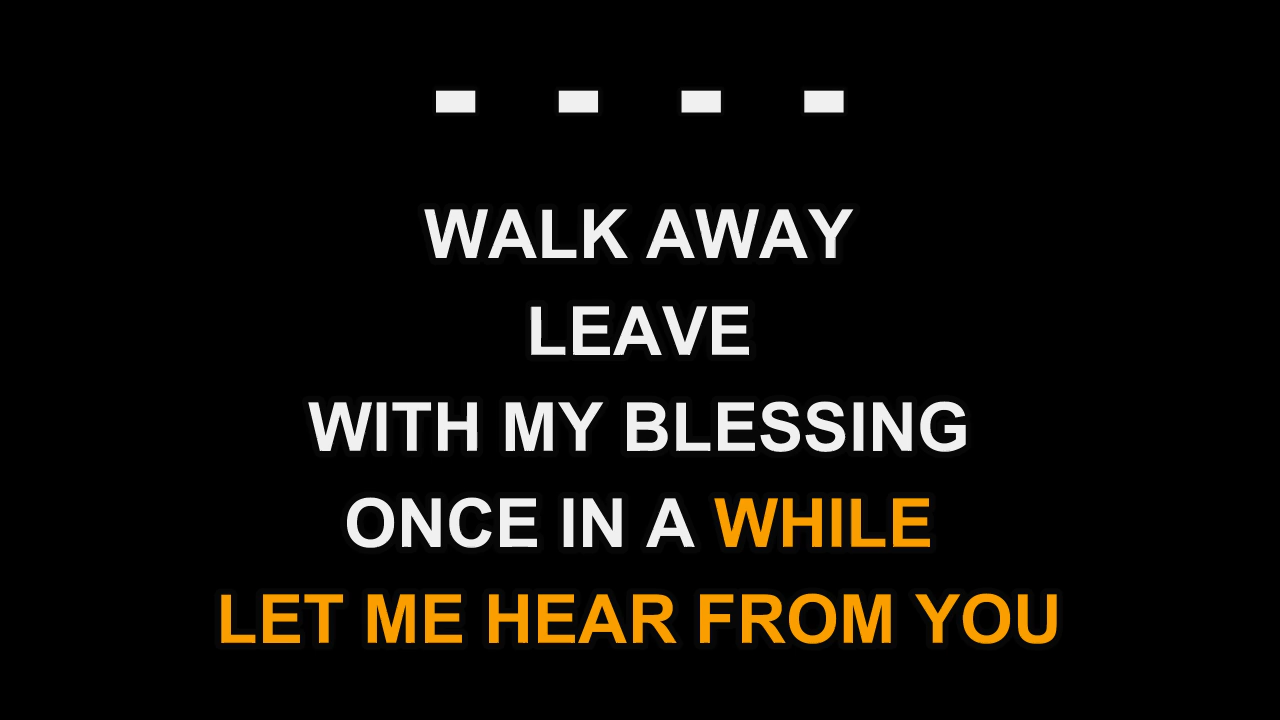 - - - -
WALK AWAY
LEAVE
WITH MY BLESSING
ONCE IN A WHILE
LET ME HEAR FROM YOU